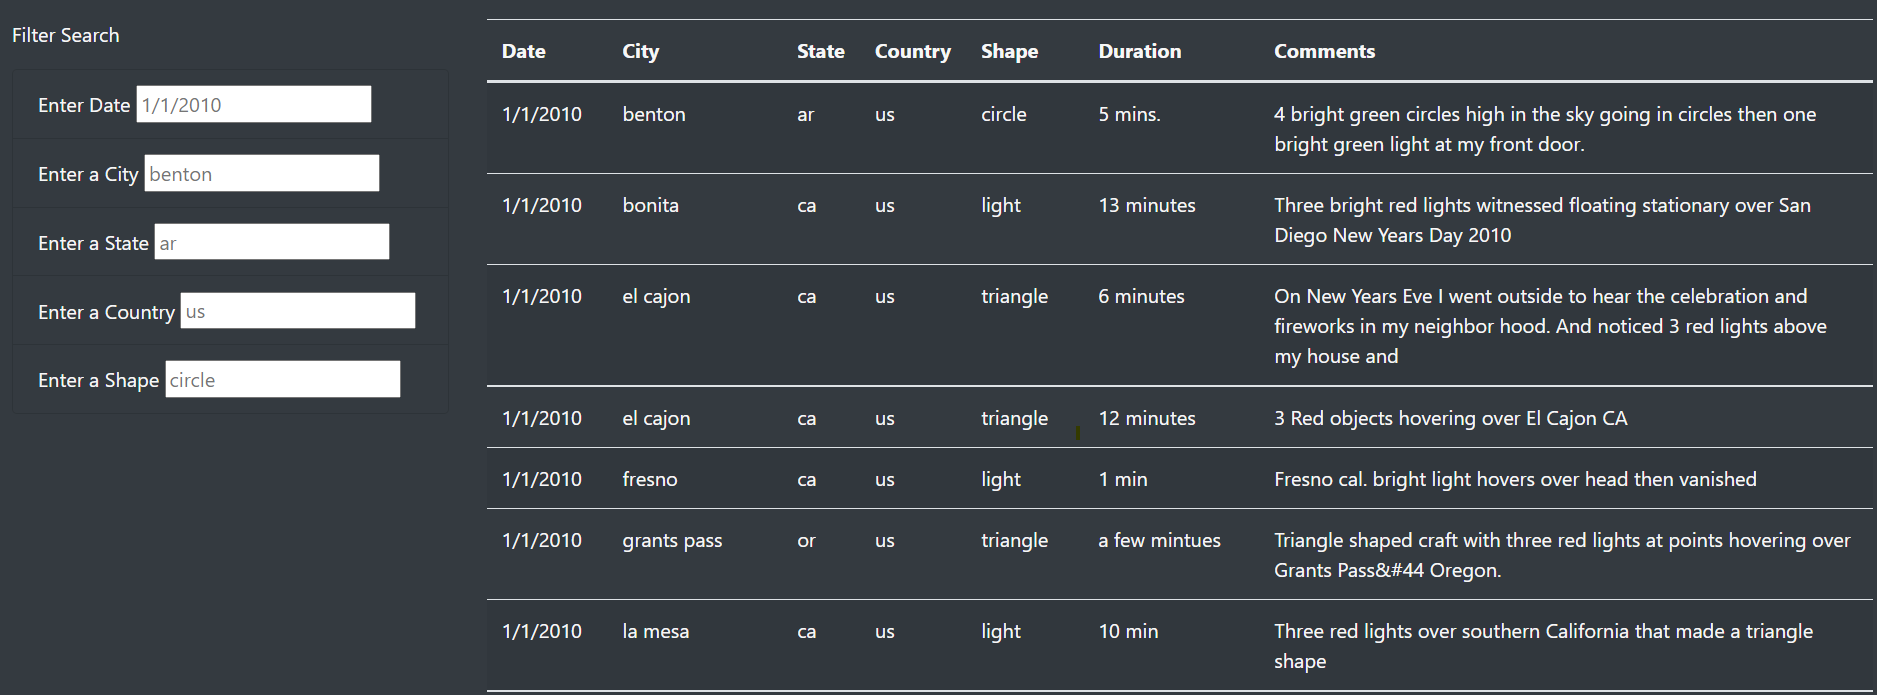 Filter Search
Enter Date 1/1/2010
Enter a City benton
Enter a State ar
Enter a Country us
Enter a Shape circle
Date City State Country Shape Duration Comments
1/1/2010 benton ar us circle 5 mins. 4 bright green circles high in the sky going in circles then one
bright green light at my front door.
1/1/2010 bonita ca us light 13 minutes Three bright red lights witnessed floating stationary over San
Diego New Years Day 2010
1/1/2010 el cajon ca us triangle 6 minutes On New Years Eve I went outside to hear the celebration and
fireworks in my neighbor hood. And noticed 3 red lights above
my house and
1/1/2010 el cajon ca us triangle 12 minutes 3 Red objects hovering over El Cajon CA
1/1/2010 fresno ca us light 1 min Fresno cal. bright light hovers over head then vanished
1/1/2010 grants pass or us triangle a few mintues Triangle shaped craft with three red lights at points hovering over
Grants Pass&#44 Oregon.
1/1/2010 la mesa ca us light 10 min Three red lights over southern California that made a triangle
shape